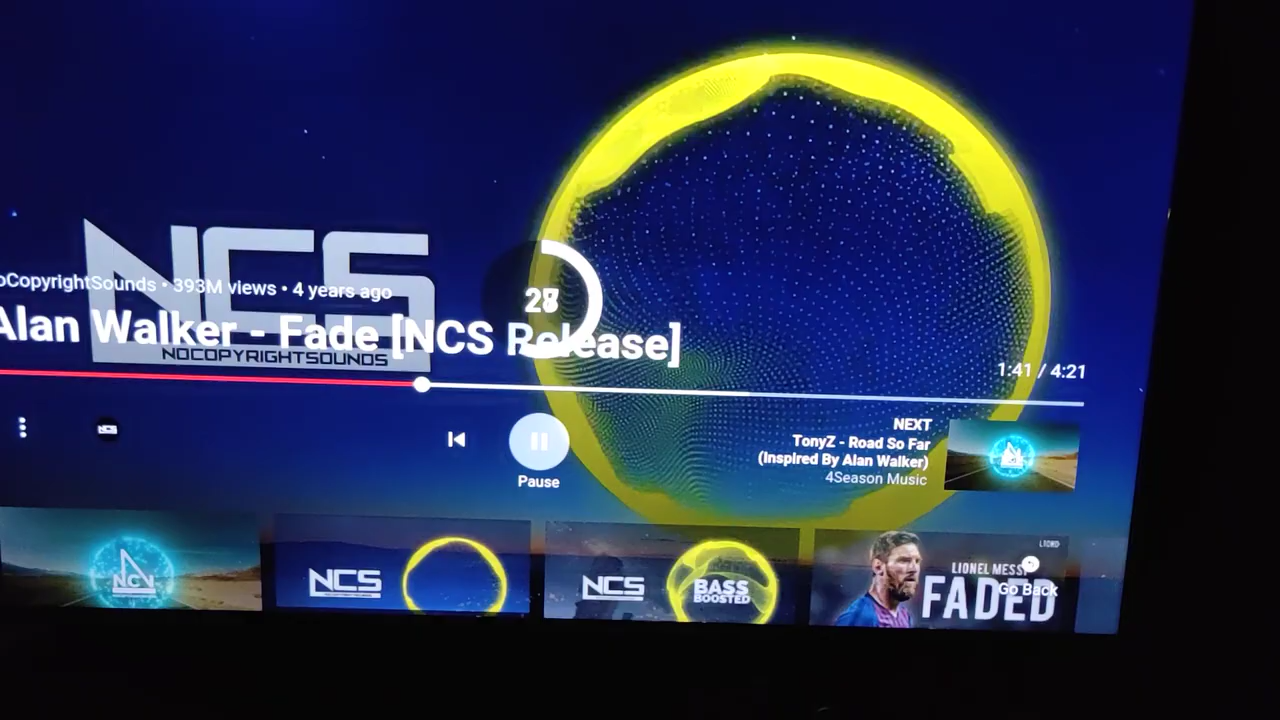 NCS
NOCOPYRIGHTSOUNDS
oCopyrightSounds • 393M views • 4 years ago
Alan Walker - Fade [NCS Release]
1:41 / 4:21
NEXT
TonyZ - Road So Far
(Inspired By Alan Walker)
4Season Music
Pause
NCS
NCS
BASS
BOOSTED
LIONEL MESSI
FADED
Go Back